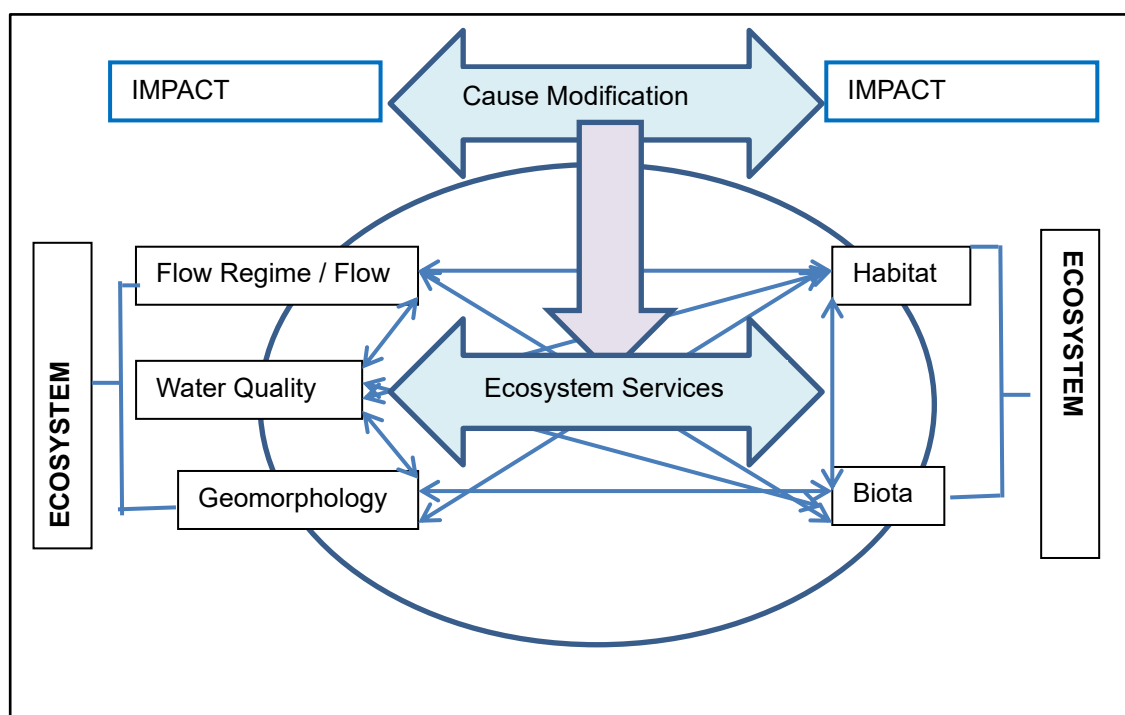 IMPACT
Cause Modification
IMPACT
ECOSYSTEM
Flow Regime / Flow
Habitat
ECOSYSTEM
Water Quality
Ecosystem Services
Geomorphology
Biota